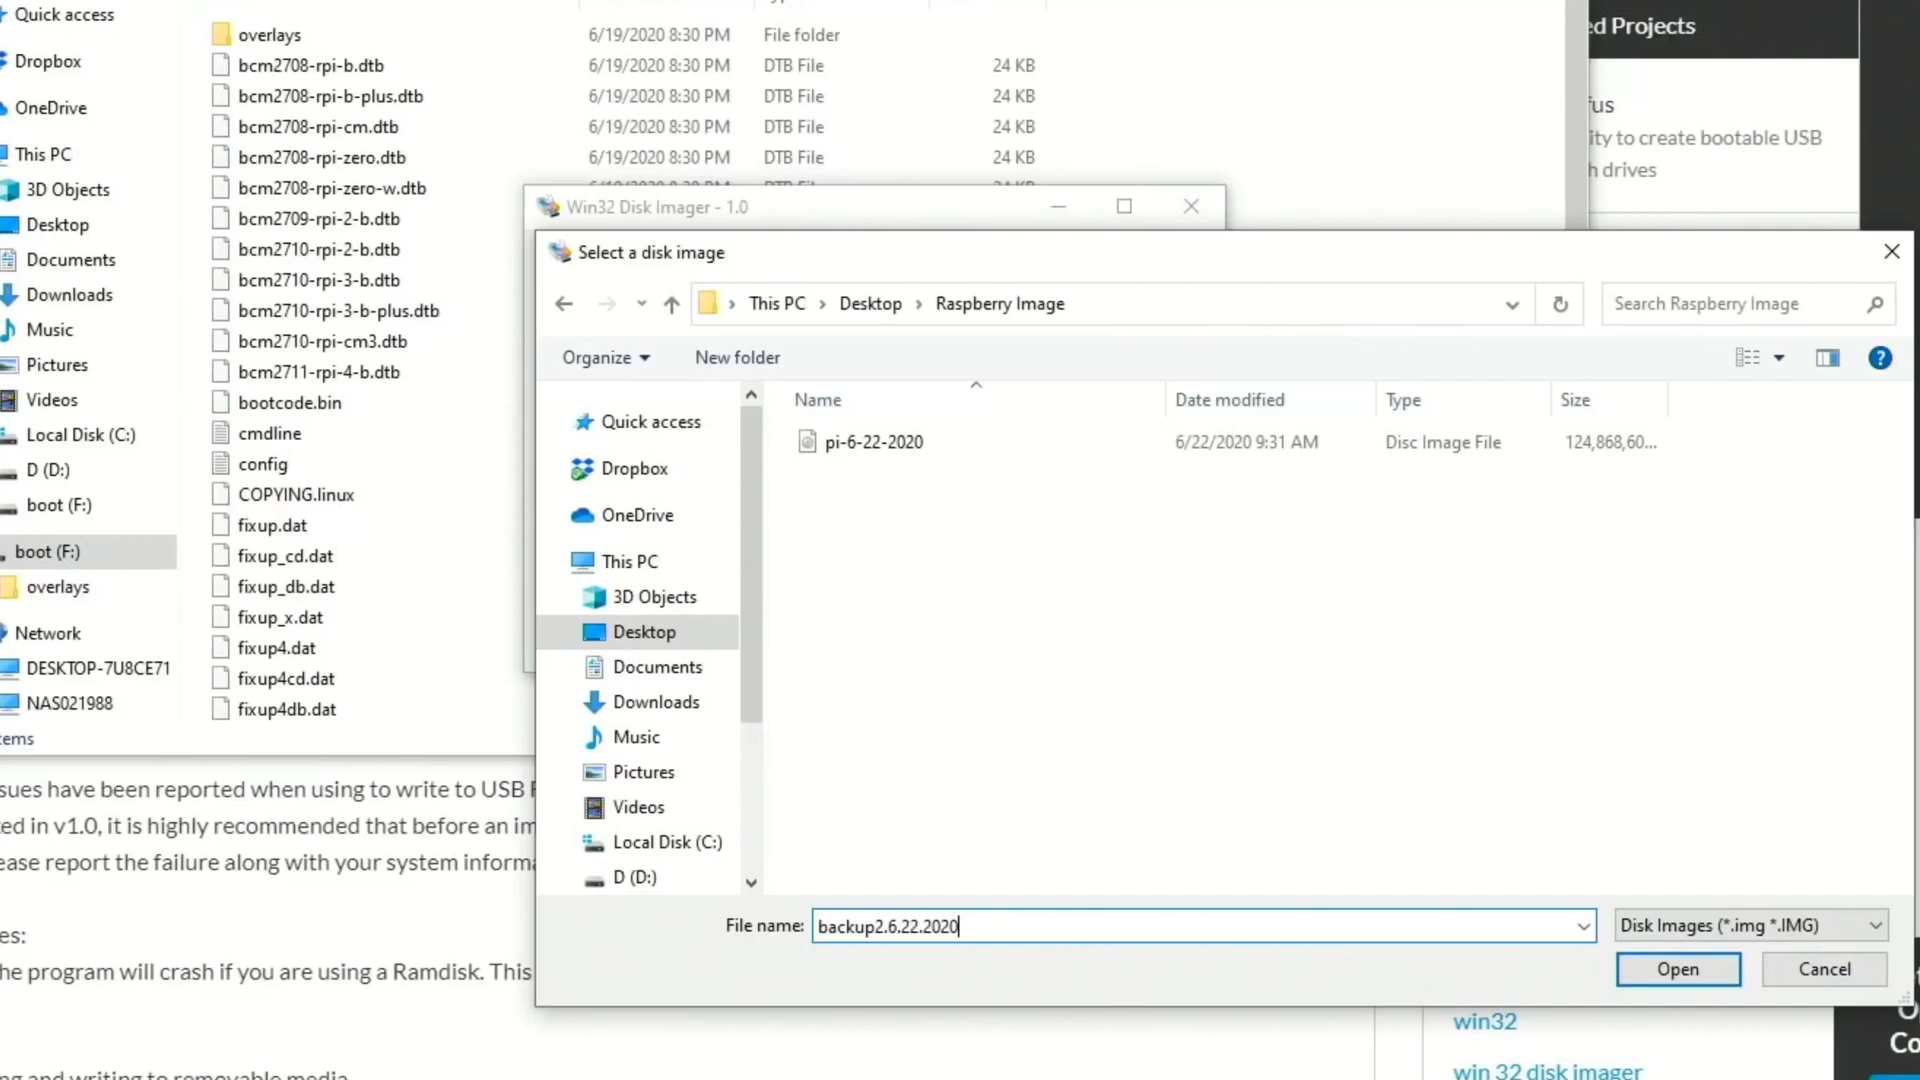 Quick access
Dropbox
OneDrive
This PC
3D Objects
Desktop
Documents
Downloads
Music
Pictures
Videos
Local Disk (C:)
D (D:)
boot (F:)
boot (F:)
overlays
Network
DESKTOP-7U8CE71
NAS021988
overlays 6/19/2020 8:30 PM File folder
bcm2708-rpi-b.dtb 6/19/2020 8:30 PM DTB File 24 KB
bcm2708-rpi-b-plus.dtb 6/19/2020 8:30 PM DTB File 24 KB
bcm2708-rpi-cm.dtb 6/19/2020 8:30 PM DTB File 24 KB
bcm2708-rpi-zero.dtb 6/19/2020 8:30 PM DTB File 24 KB
bcm2708-rpi-zero-w.dtb
bcm2709-rpi-2-b.dtb
bcm2710-rpi-2-b.dtb
bcm2710-rpi-3-b.dtb
bcm2710-rpi-3-b-plus.dtb
bcm2710-rpi-cm3.dtb
bcm2711-rpi-4-b.dtb
bootcode.bin
cmdline
config
COPYING.linux
fixup.dat
fixup_cd.dat
fixup_db.dat
fixup_x.dat
fixup4.dat
fixup4cd.dat
fixup4db.dat
ed Projects
fus
ity to create bootable USB
h drives
Win32 Disk Imager - 1.0
Select a disk image
This PC > Desktop > Raspberry Image
Search Raspberry Image
Organize New folder
Quick access
Dropbox
OneDrive
This PC
3D Objects
Desktop
Documents
Downloads
Music
Pictures
Videos
Local Disk (C:)
D (D:)
Name Date modified Type Size
pi-6-22-2020 6/22/2020 9:31 AM Disc Image File 124,868,60...
File name: backup2.6.22.2020 Disk Images (*.img *.IMG)
Open Cancel
ems
sues have been reported when using to write to USB
ed in v1.0, it is highly recommended that before an im
ease report the failure along with your system informa
es:
he program will crash if you are using a Ramdisk. This
ng and writing to removable media
win32
win 32 disk imager
Co